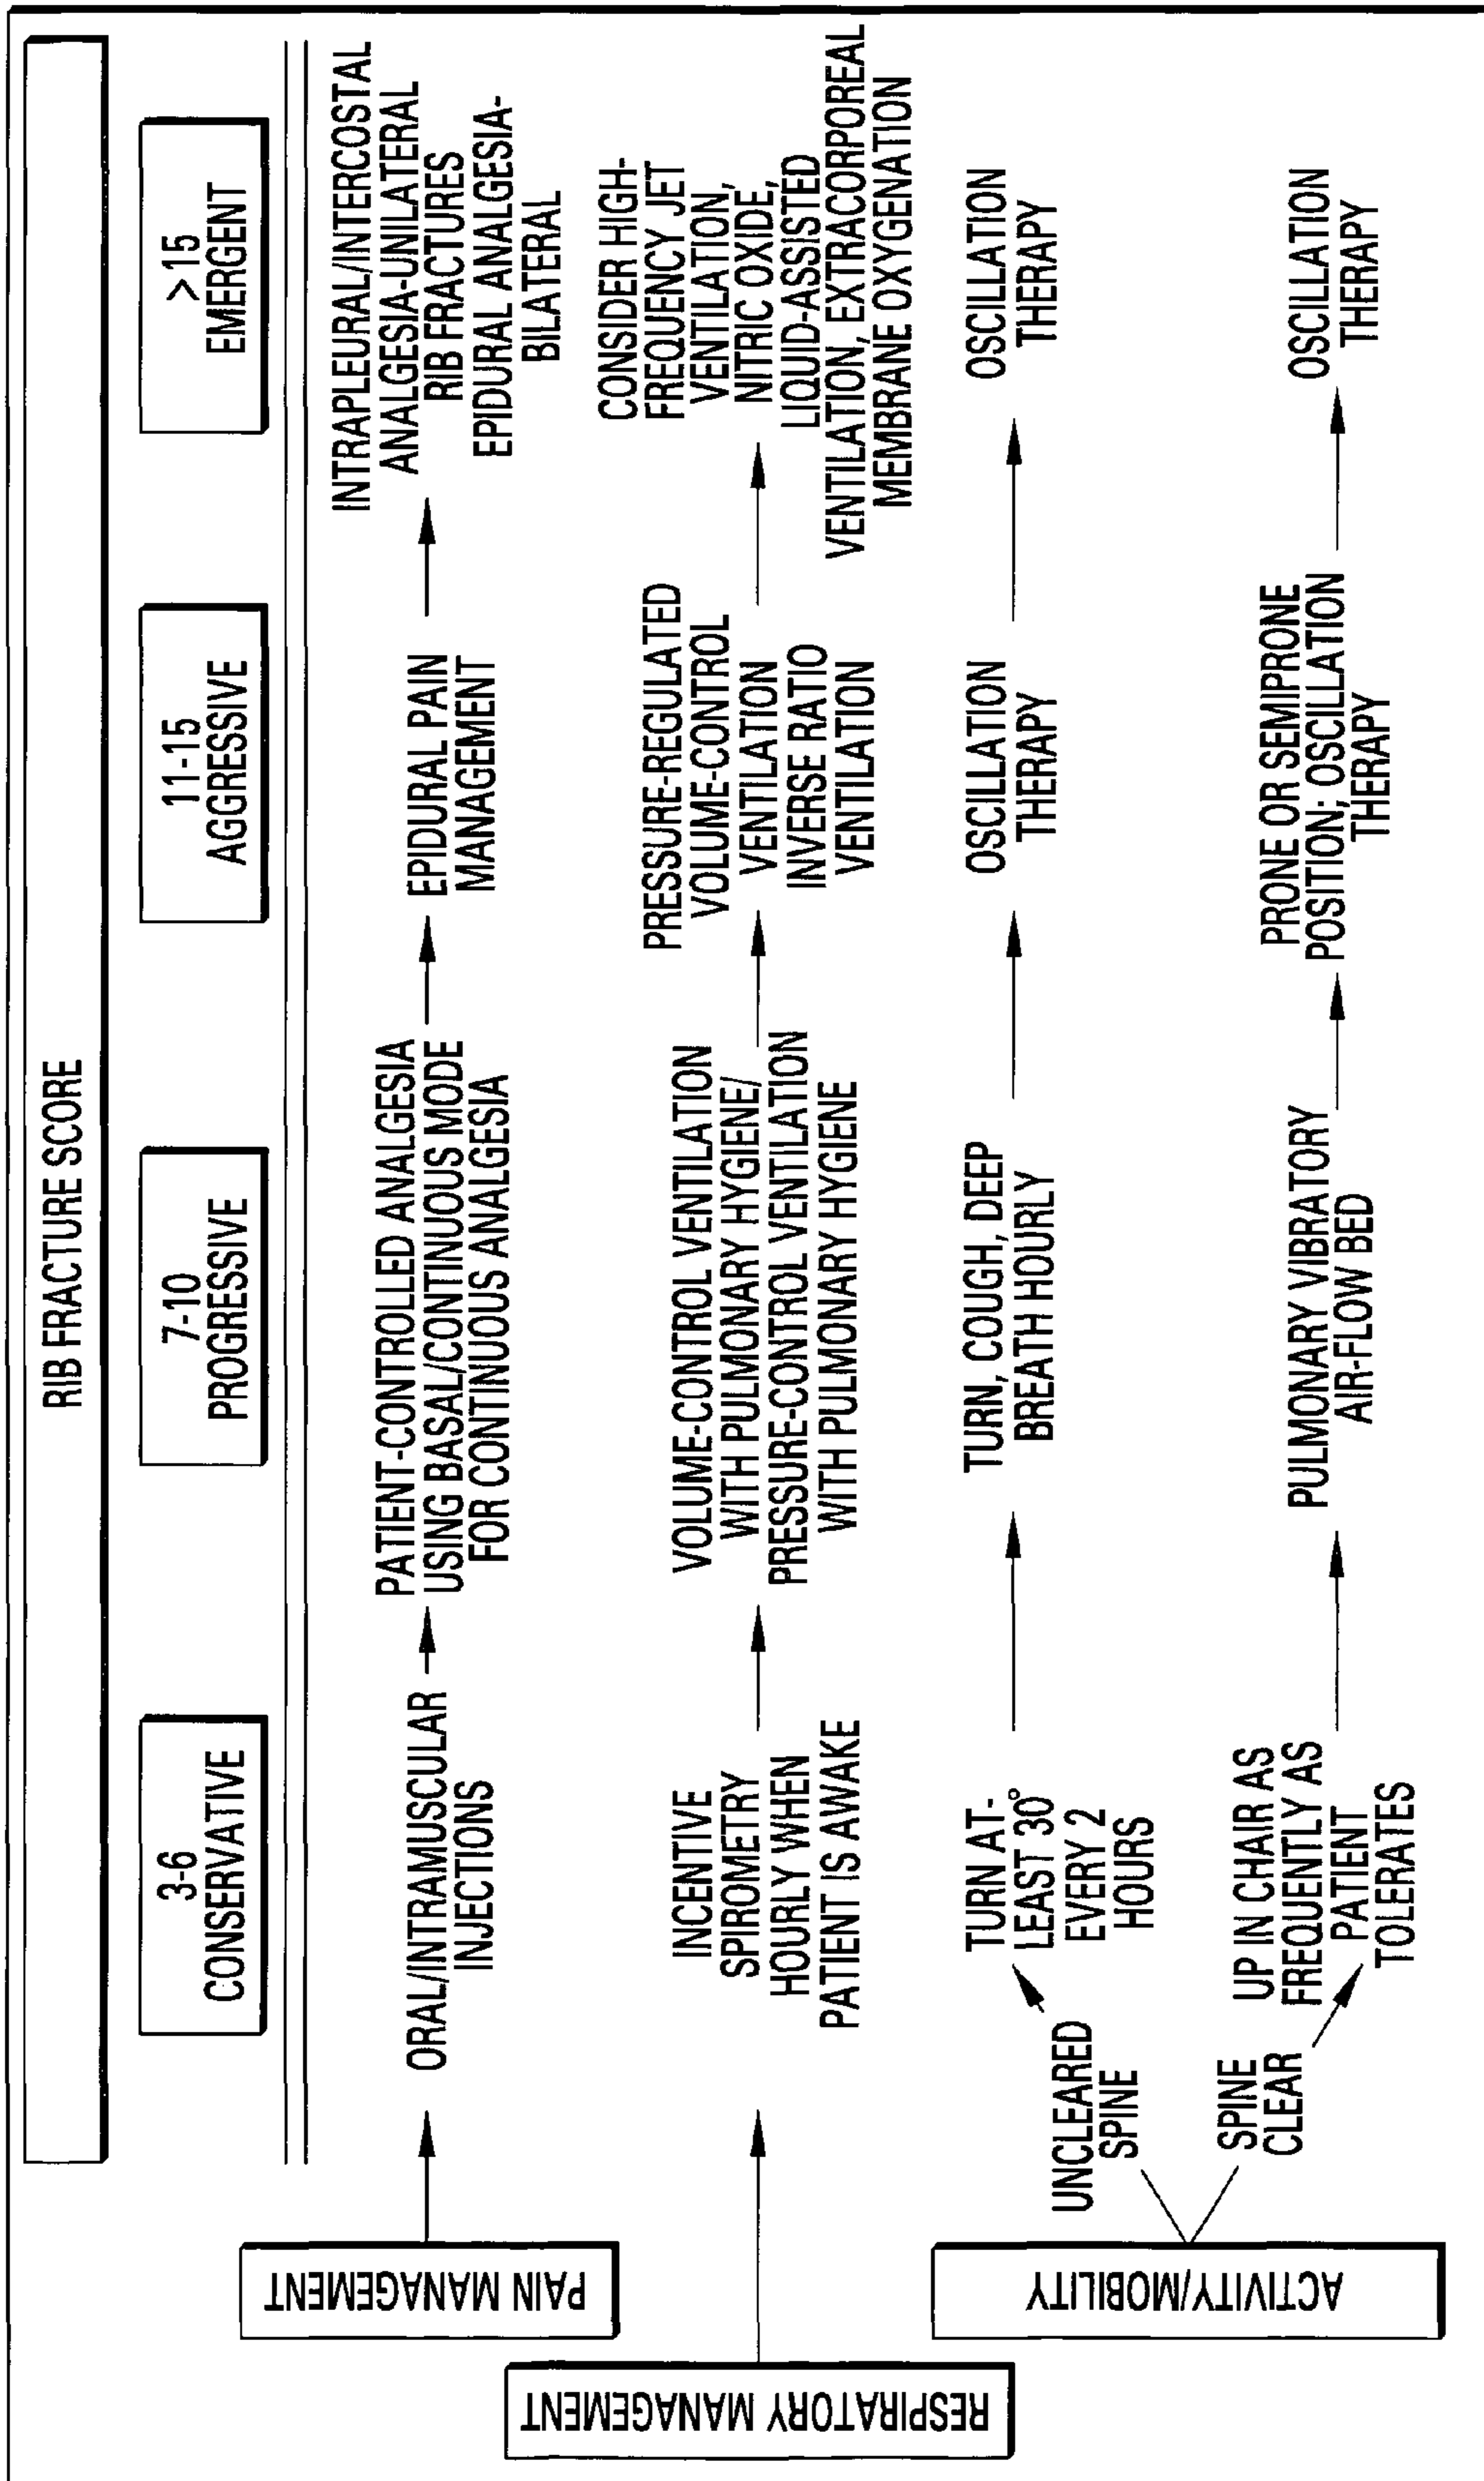 RIB FRACTURE SCORE
3-6
CONSERVATIVE
7-10
PROGRESSIVE
11-15
AGGRESSIVE
>15
EMERGENT
PAIN MANAGEMENT
ORAL/INTRAMUSCULAR
INJECTIONS
PATIENT-CONTROLLED ANALGESIA
USING BASAL/CONTINUOUS MODE
FOR CONTINUOUS ANALGESIA
EPIDURAL PAIN
MANAGEMENT
INTRAPLEURAL/INTERCOSTAL
ANALGESIA-UNILATERAL
RIB FRACTURES
EPIDURAL ANALGESIA-
BILATERAL
RESPIRATORY MANAGEMENT
INCENTIVE
SPIROMETRY
HOURLY WHEN
PATIENT IS AWAKE
VOLUME-CONTROL VENTILATION
WITH PULMONARY HYGIENE/
PRESSURE-CONTROL VENTILATION
WITH PULMONARY HYGIENE
PRESSURE-REGULATED
VOLUME-CONTROL
VENTILATION
INVERSE RATIO
VENTILATION
CONSIDER HIGH-
FREQUENCY JET
VENTILATION,
NITRIC OXIDE,
LIQUID-ASSISTED
VENTILATION, EXTRACORPOREAL
MEMBRANE OXYGENATION
ACTIVITY/MOBILITY
UNCLEARED
SPINE
TURN AT-
LEAST 30°
EVERY 2
HOURS
TURN, COUGH, DEEP
BREATH HOURLY
OSCILLATION
THERAPY
OSCILLATION
THERAPY
SPINE
CLEAR
UP IN CHAIR AS
FREQUENTLY AS
PATIENT
TOLERATES
PULMONARY VIBRATORY
AIR-FLOW BED
PRONE OR SEMIPRONE
POSITION; OSCILLATION
THERAPY
OSCILLATION
THERAPY